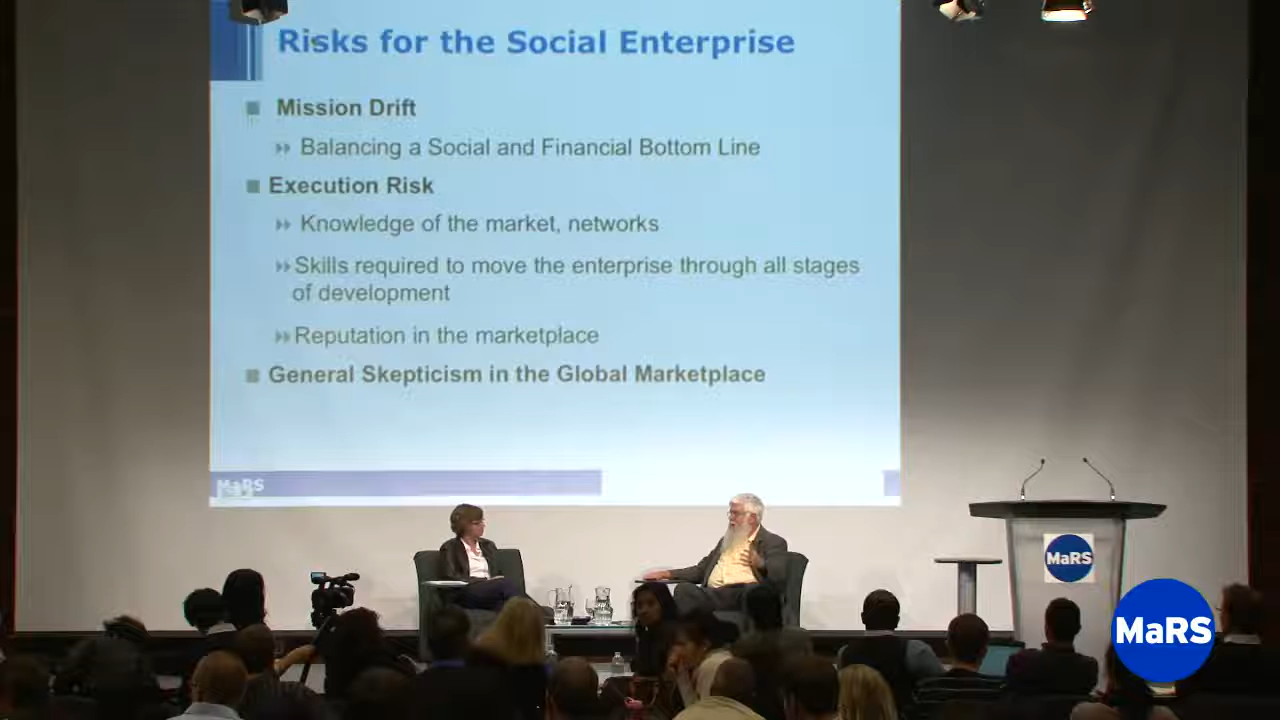 Risks for the Social Enterprise
Mission Drift
Balancing a Social and Financial Bottom Line
Execution Risk
Knowledge of the market, networks
Skills required to move the enterprise through all stages
of development
Reputation in the marketplace
General Skepticism in the Global Marketplace
MaRS
MaRS
MaRS